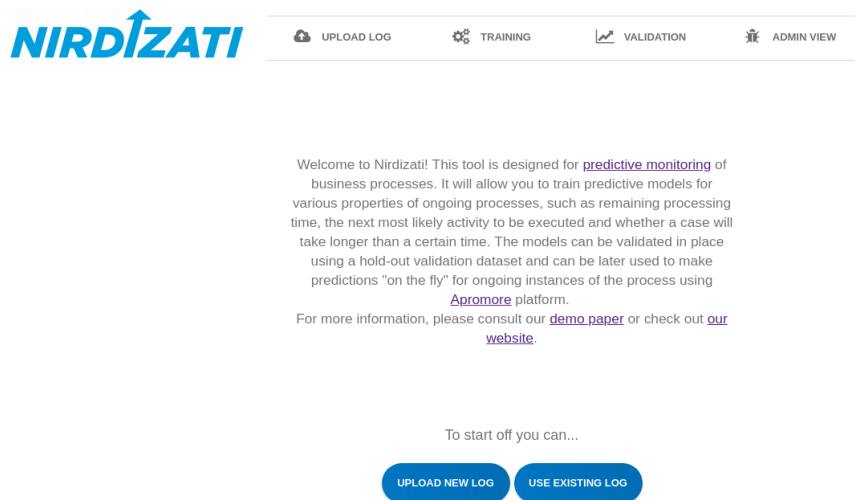 NIRDIZATI
UPLOAD LOG
TRAINING
VALIDATION
ADMIN VIEW
Welcome to Nirdizati! This tool is designed for predictive monitoring of
business processes. It will allow you to train predictive models for
various properties of ongoing processes, such as remaining processing
time, the next most likely activity to be executed and whether a case will
take longer than a certain time. The models can be validated in place
using a hold-out validation dataset and can be later used to make
predictions "on the fly" for ongoing instances of the process using
Apromore platform.
For more information, please consult our demo paper or check out our
website.
To start off you can...
UPLOAD NEW LOG
USE EXISTING LOG